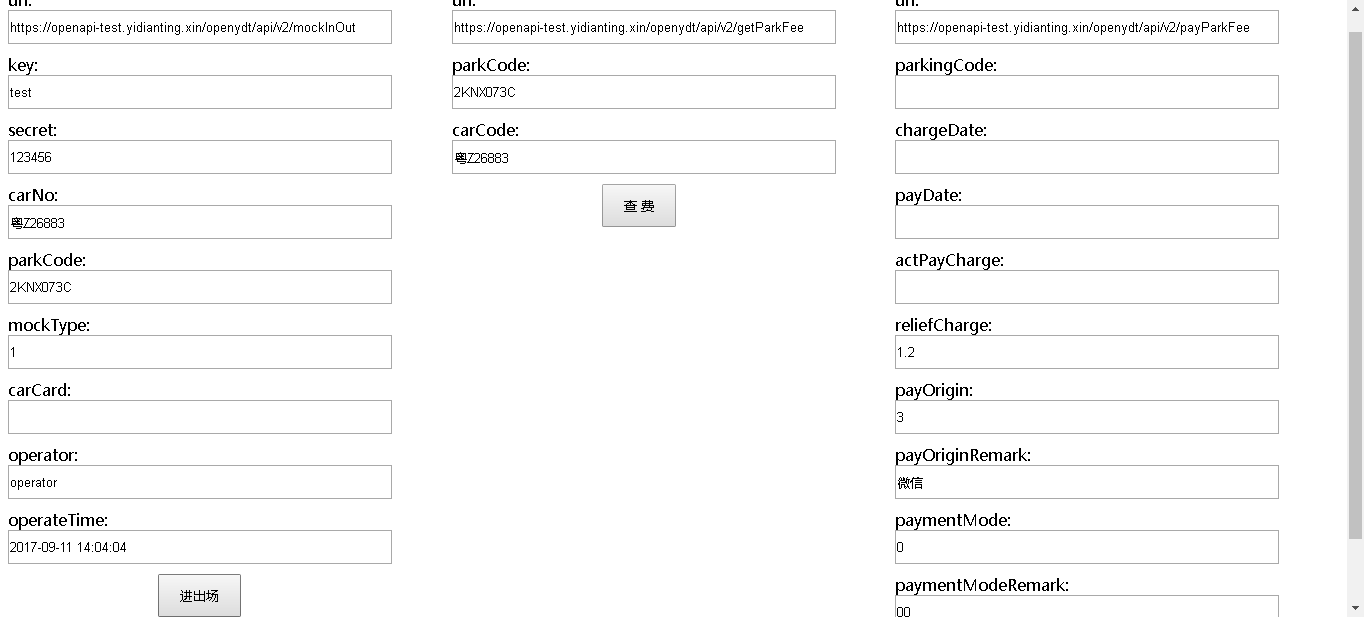 url:
https://openapi-test.yidianting.xin/openydt/api/v2/mockInOut
key:
test
secret:
123456
carNo:
粤Z26883
parkCode:
2KNX073C
mockType:
1
carCard:
operator:
operator
operateTime:
2017-09-11 14:04:04
进出场
url:
https://openapi-test.yidianting.xin/openydt/api/v2/getParkFee
parkCode:
2KNX073C
carCode:
粤Z26883
查 费
url:
https://openapi-test.yidianting.xin/openydt/api/v2/payParkFee
parkingCode:
chargeDate:
payDate:
actPayCharge:
reliefCharge:
1.2
payOrigin:
3
payOriginRemark:
微信
paymentMode:
0
paymentModeRemark:
00